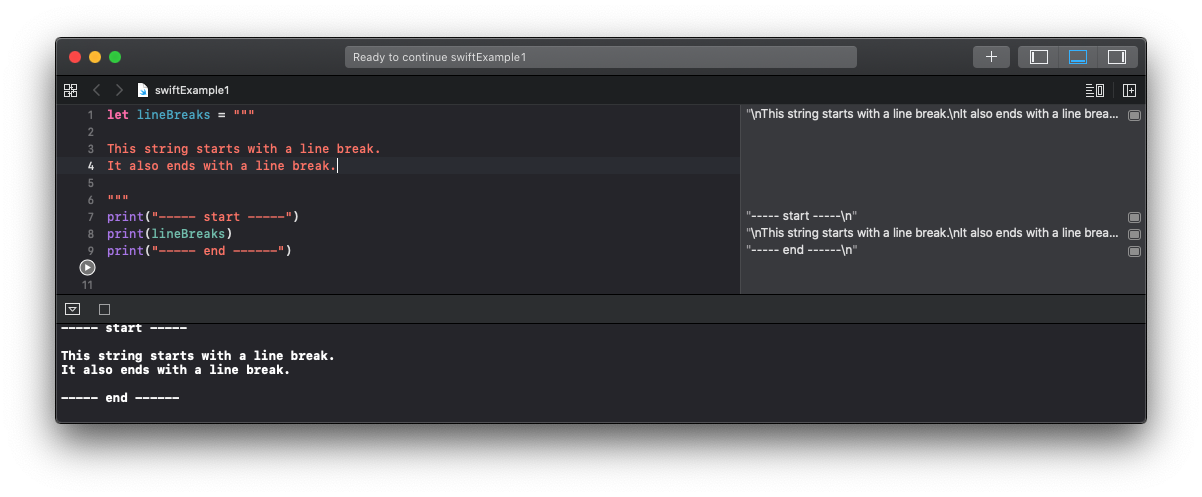 Ready to continue swiftExample1
swiftExample1
1 let lineBreaks = """
2
3 This string starts with a line break.
4 It also ends with a line break.
5
6 """
7 print("----- start -----")
8 print(lineBreaks)
9 print("----- end ------")
11
"\nThis string starts with a line break.\nIt also ends with a line brea...
"----- start -----\n"
"\nThis string starts with a line break.\nIt also ends with a line brea...
"----- end ------\n"
----- start -----
This string starts with a line break.
It also ends with a line break.
----- end ------